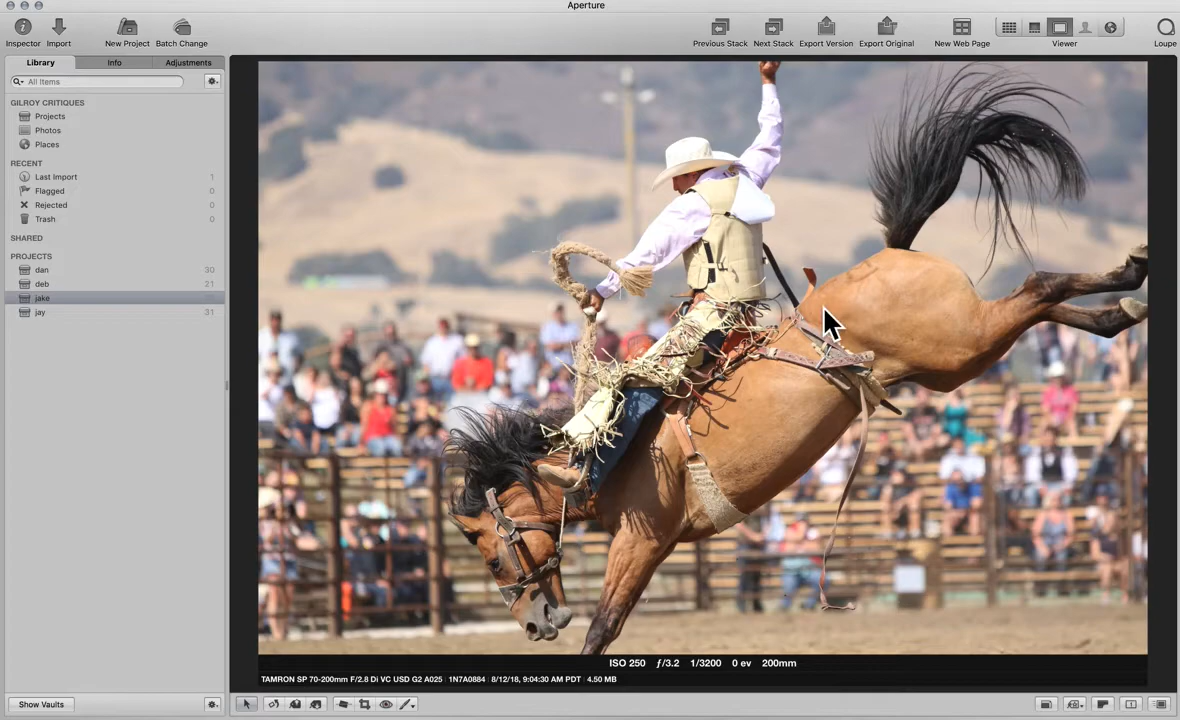 Aperture
Inspector Import New Project Batch Change Previous Stack Next Stack Export Version Export Original New Web Page Viewer Loupe
Library Info Adjustments
All Items
GILROY CRITIQUES
Projects
Photos
Places
RECENT
Last Import 1
Flagged 0
Rejected 0
Trash 0
SHARED
PROJECTS
dan 30
deb 21
jake
jay 31
ISO 250 ƒ/3.2 1/3200 0 ev 200mm
TAMRON SP 70-200mm F/2.8 Di VC USD G2 A025 | 1N7A0884 | 8/12/18, 9:04:30 AM PDT | 4.50 MB
Show Vaults